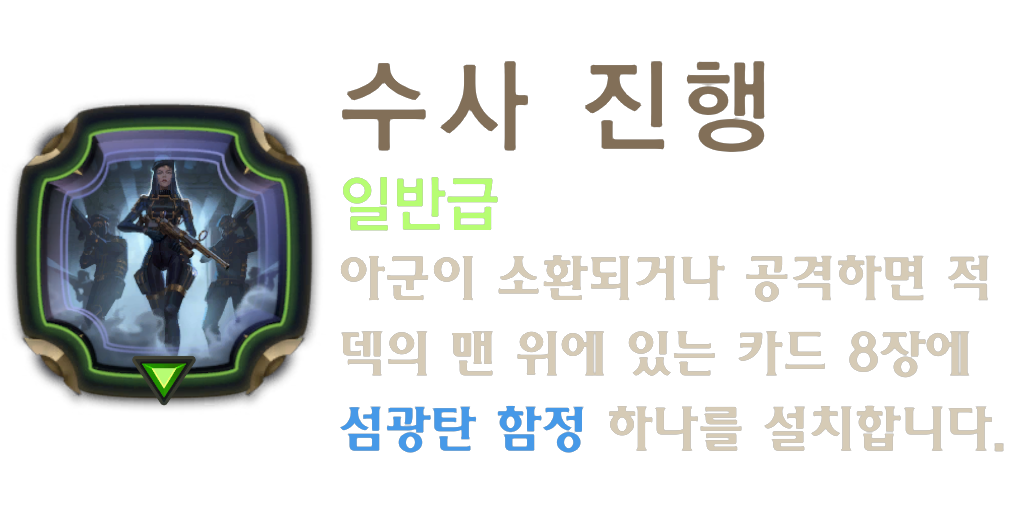 수사 진행
일반급
아군이 소환되거나 공격하면 적
덱의 맨 위에 있는 카드 8장에
섬광탄 함정 하나를 설치합니다.